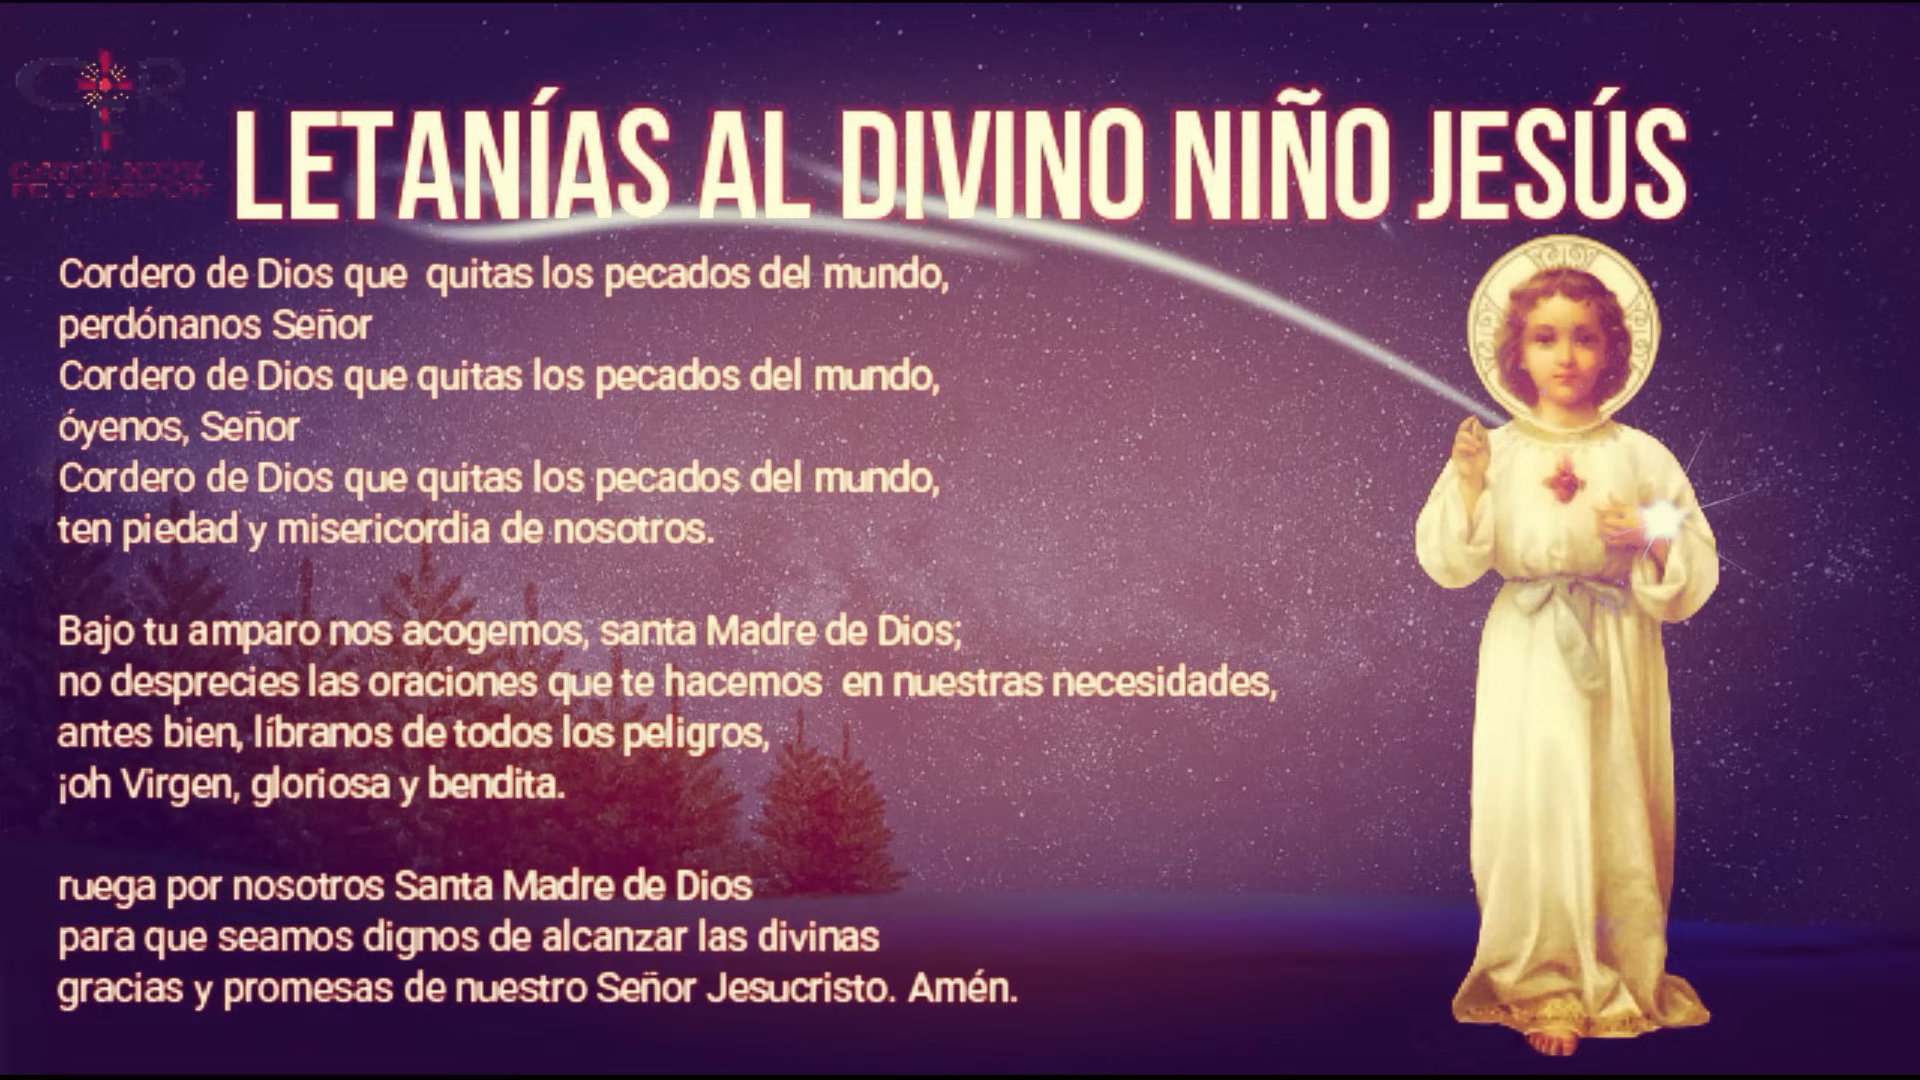 LETANÍAS AL DIVINO NIÑO JESÚS
Cordero de Dios que quitas los pecados del mundo,
perdónanos Señor
Cordero de Dios que quitas los pecados del mundo,
óyenos, Señor
Cordero de Dios que quitas los pecados del mundo,
ten piedad y misericordia de nosotros.
Bajo tu amparo nos acogemos, santa Madre de Dios;
no desprecies las oraciones que te hacemos en nuestras necesidades,
antes bien, líbranos de todos los peligros,
¡oh Virgen, gloriosa y bendita.
ruega por nosotros Santa Madre de Dios
para que seamos dignos de alcanzar las divinas
gracias y promesas de nuestro Señor Jesucristo. Amén.